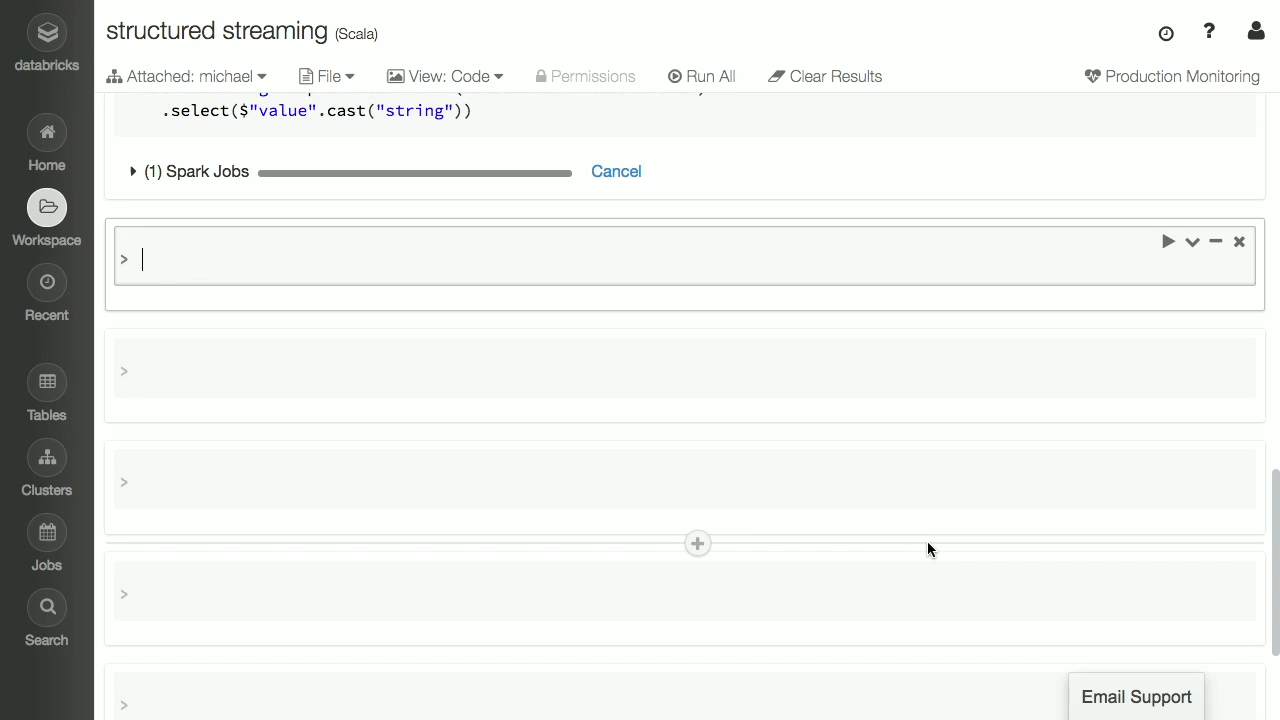 structured streaming (Scala)
databricks
Attached: michael
File
View: Code
Permissions
Run All
Clear Results
Production Monitoring
.select($"value".cast("string"))
Home
(1) Spark Jobs
Cancel
Workspace
>
Recent
>
Tables
Clusters
>
Jobs
>
Search
Email Support
>